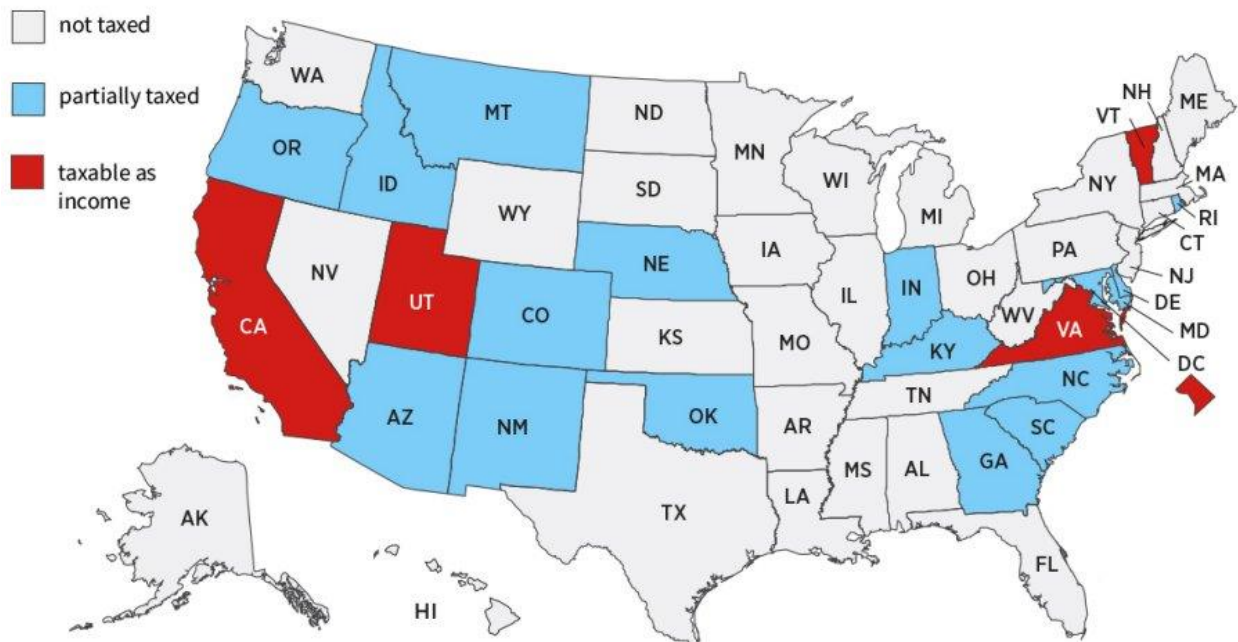 not taxed
partially taxed
taxable as
income
WA
OR
MT
ID
WY
ND
SD
MN
WI
MI
IA
NE
NV
UT
CO
CA
AZ
NM
KS
OK
TX
MO
AR
LA
IL
IN
OH
KY
TN
MS
AL
GA
FL
SC
NC
VA
WV
PA
NY
VT
NH
ME
MA
RI
CT
NJ
DE
MD
DC
AK
HI